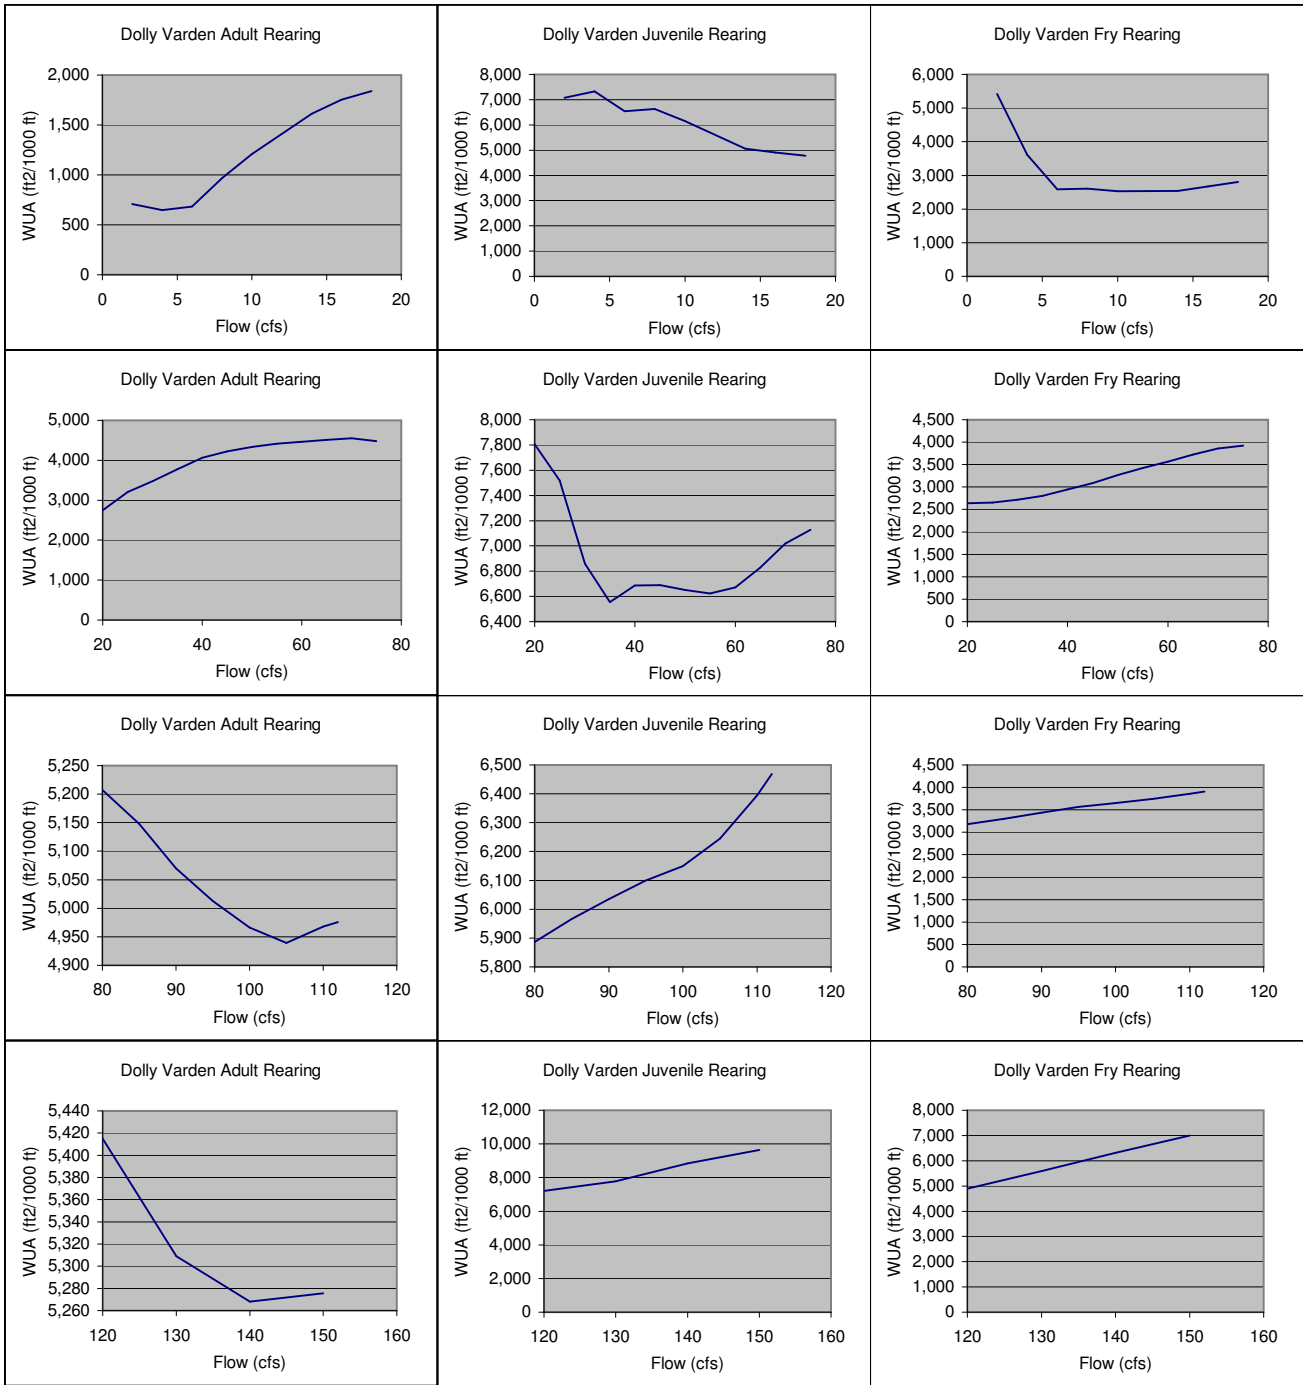 Dolly Varden Adult Rearing
WUA (ft2/1000 ft)
2,000
1,500
1,000
500
0
0 5 10 15 20
Flow (cfs)
Dolly Varden Juvenile Rearing
WUA (ft2/1000 ft)
8,000
7,000
6,000
5,000
4,000
3,000
2,000
1,000
0
0 5 10 15 20
Flow (cfs)
Dolly Varden Fry Rearing
WUA (ft2/1000 ft)
6,000
5,000
4,000
3,000
2,000
1,000
0
0 5 10 15 20
Flow (cfs)
Dolly Varden Adult Rearing
WUA (ft2/1000 ft)
5,000
4,000
3,000
2,000
1,000
0
20 40 60 80
Flow (cfs)
Dolly Varden Juvenile Rearing
WUA (ft2/1000 ft)
8,000
7,800
7,600
7,400
7,200
7,000
6,800
6,600
6,400
20 40 60 80
Flow (cfs)
Dolly Varden Fry Rearing
WUA (ft2/1000 ft)
4,500
4,000
3,500
3,000
2,500
2,000
1,500
1,000
500
0
20 40 60 80
Flow (cfs)
Dolly Varden Adult Rearing
WUA (ft2/1000 ft)
5,250
5,200
5,150
5,100
5,050
5,000
4,950
4,900
80 90 100 110 120
Flow (cfs)
Dolly Varden Juvenile Rearing
WUA (ft2/1000 ft)
6,500
6,400
6,300
6,200
6,100
6,000
5,900
5,800
80 90 100 110 120
Flow (cfs)
Dolly Varden Fry Rearing
WUA (ft2/1000 ft)
4,500
4,000
3,500
3,000
2,500
2,000
1,500
1,000
500
0
80 90 100 110 120
Flow (cfs)
Dolly Varden Adult Rearing
WUA (ft2/1000 ft)
5,440
5,420
5,400
5,380
5,360
5,340
5,320
5,300
5,280
5,260
120 130 140 150 160
Flow (cfs)
Dolly Varden Juvenile Rearing
WUA (ft2/1000 ft)
12,000
10,000
8,000
6,000
4,000
2,000
0
120 130 140 150 160
Flow (cfs)
Dolly Varden Fry Rearing
WUA (ft2/1000 ft)
8,000
7,000
6,000
5,000
4,000
3,000
2,000
1,000
0
120 130 140 150 160
Flow (cfs)